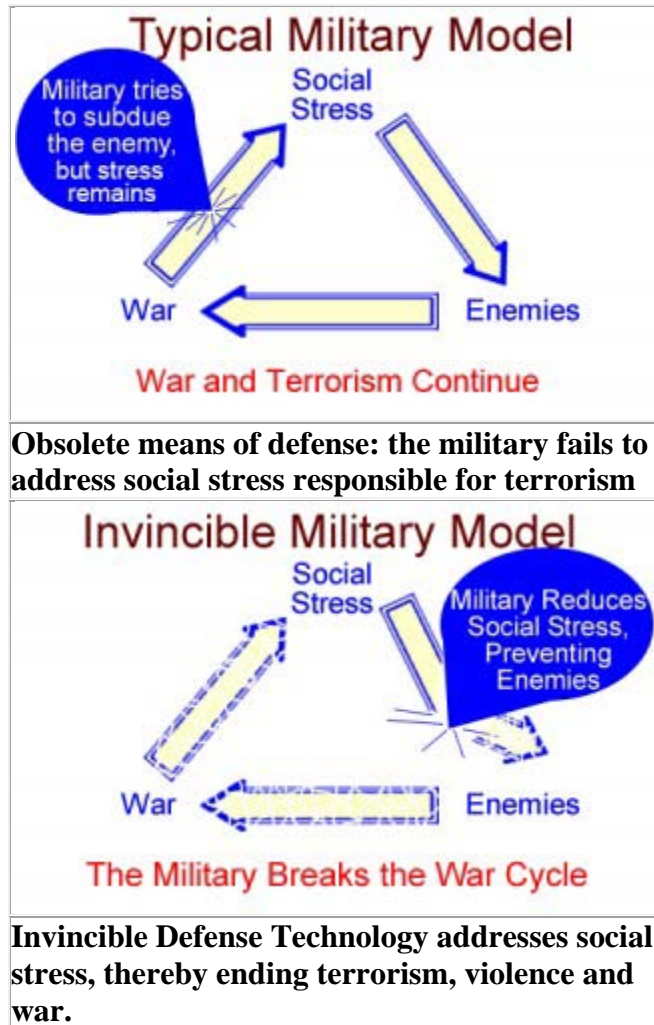 Typical Military Model
Military tries
to subdue
the enemy,
but stress
remains
Social
Stress
War
Enemies
War and Terrorism Continue
Obsolete means of defense: the military fails to
address social stress responsible for terrorism
Invincible Military Model
Social
Stress
Military Reduces
Social Stress,
Preventing
Enemies
War
Enemies
The Military Breaks the War Cycle
Invincible Defense Technology addresses social
stress, thereby ending terrorism, violence and
war.